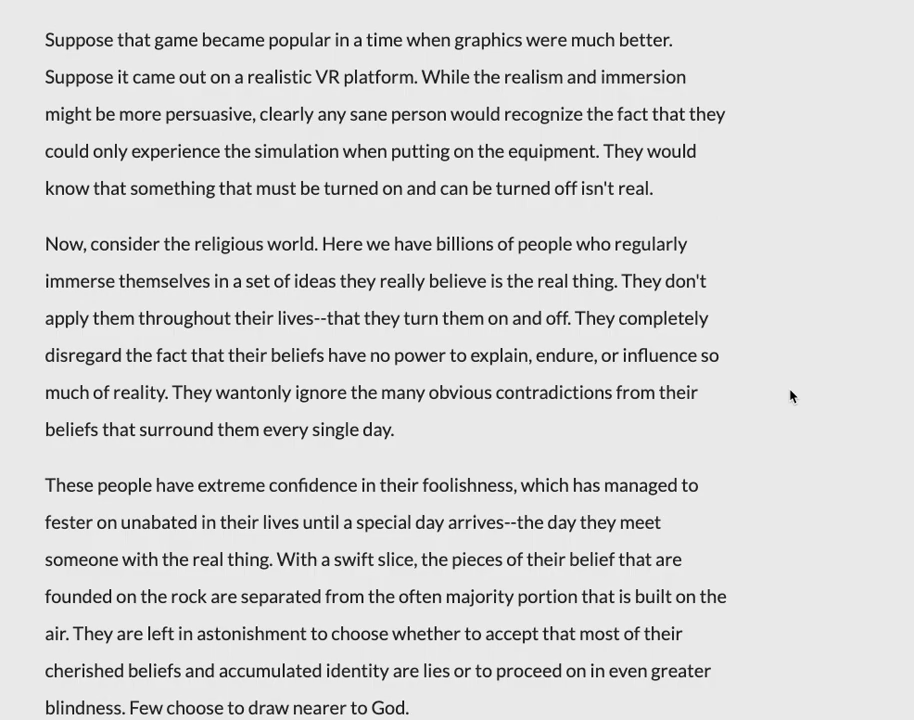 Suppose that game became popular in a time when graphics were much better.
Suppose it came out on a realistic VR platform. While the realism and immersion
might be more persuasive, clearly any sane person would recognize the fact that they
could only experience the simulation when putting on the equipment. They would
know that something that must be turned on and can be turned off isn't real.
Now, consider the religious world. Here we have billions of people who regularly
immerse themselves in a set of ideas they really believe is the real thing. They don't
apply them throughout their lives--that they turn them on and off. They completely
disregard the fact that their beliefs have no power to explain, endure, or influence so
much of reality. They wantonly ignore the many obvious contradictions from their
beliefs that surround them every single day.
These people have extreme confidence in their foolishness, which has managed to
fester on unabated in their lives until a special day arrives--the day they meet
someone with the real thing. With a swift slice, the pieces of their belief that are
founded on the rock are separated from the often majority portion that is built on the
air. They are left in astonishment to choose whether to accept that most of their
cherished beliefs and accumulated identity are lies or to proceed on in even greater
blindness. Few choose to draw nearer to God.